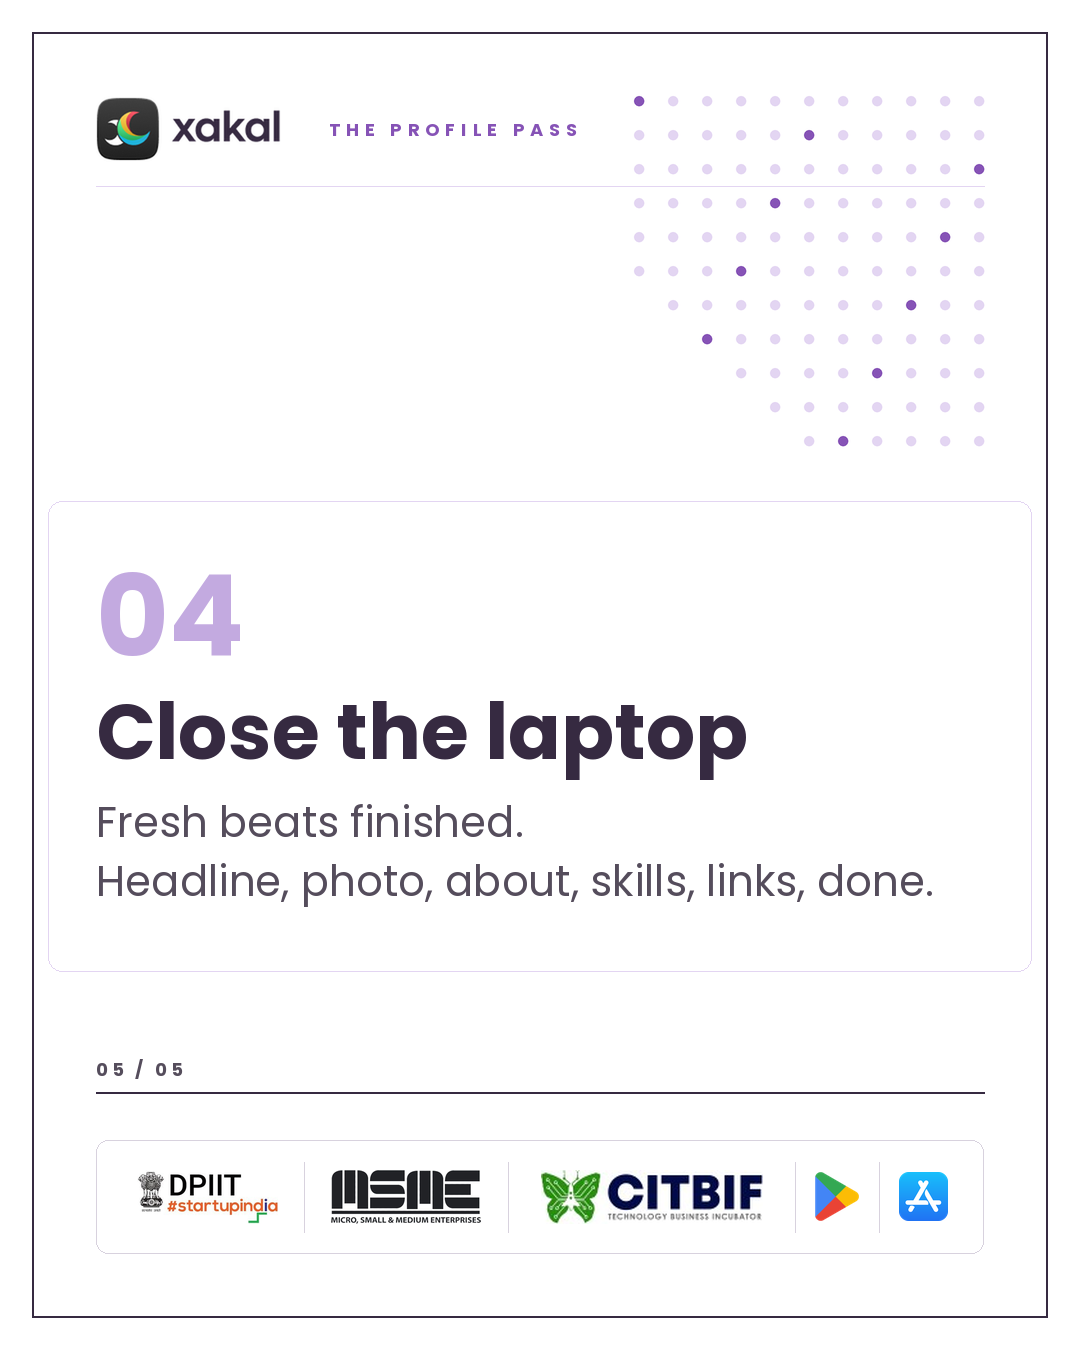 xakal
THE PROFILE PASS
04
Close the laptop
Fresh beats finished.
Headline, photo, about, skills, links, done.
05 / 05
DPIIT
#startupindia
MSME
MICRO, SMALL & MEDIUM ENTERPRISES
CITBIF
TECHNOLOGY BUSINESS INCUBATOR